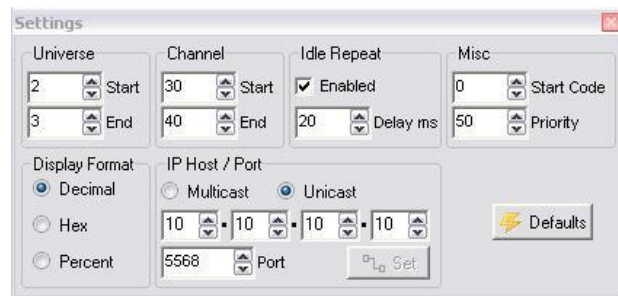 Settings
Universe
2 Start
3 End
Channel
30 Start
40 End
Idle Repeat
Enabled
20 Delay ms
Misc
0 Start Code
50 Priority
Display Format
Decimal
Hex
Percent
IP Host / Port
Multicast Unicast
10 . 10 . 10 . 10
5568 Port
Set
Defaults